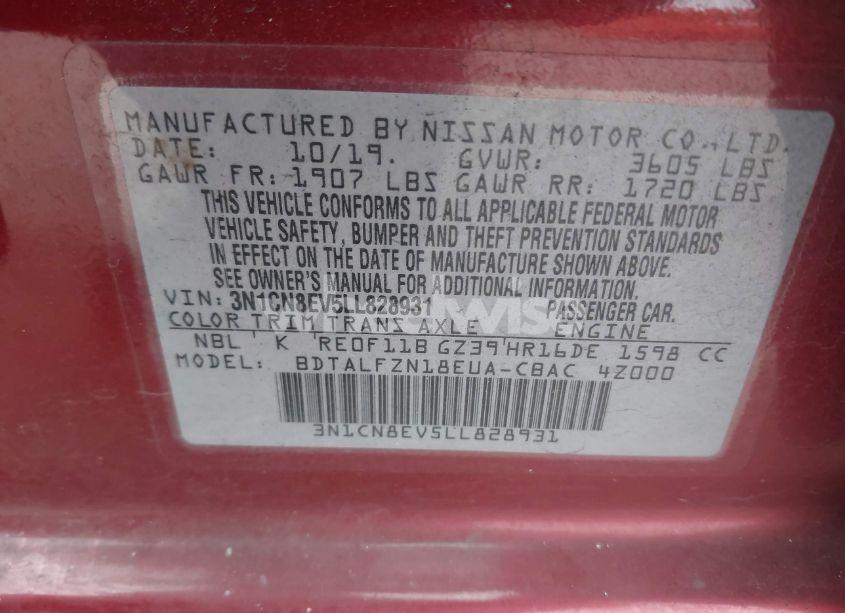 MANUFACTURED BY NISSAN MOTOR CO.,LTD.
DATE: 10/19. GVWR: 3605 LBS
GAWR FR: 1907 LBS GAWR RR: 1720 LBS
THIS VEHICLE CONFORMS TO ALL APPLICABLE FEDERAL MOTOR
VEHICLE SAFETY, BUMPER AND THEFT PREVENTION STANDARDS
IN EFFECT ON THE DATE OF MANUFACTURE SHOWN ABOVE.
SEE OWNER'S MANUAL FOR ADDITIONAL INFORMATION.
VIN: 3N1CN8EV5LL828931 PASSENGER CAR.
COLOR TRIM TRANS AXLE ENGINE
NBL K RE0F11B GZ39 HR16DE 1598 CC
MODEL: BDTALFZN18EUA-CBAC 4Z000
3N1CN8EV5LL828931